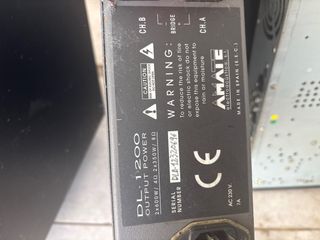 CH.B
BRIDGE
CH.A
WARNING:
To reduce the risk of fire
or electric shock do not
expose this equipment to
rain or moisture
AMATE
electroacustica s.l.
MADE IN SPAIN (E.E.C.)
DL-1200
OUTPUT POWER
2x600W/4Ω 2x350W/8Ω
SERIAL
NUMBER
CE
AC 230 V.
7A